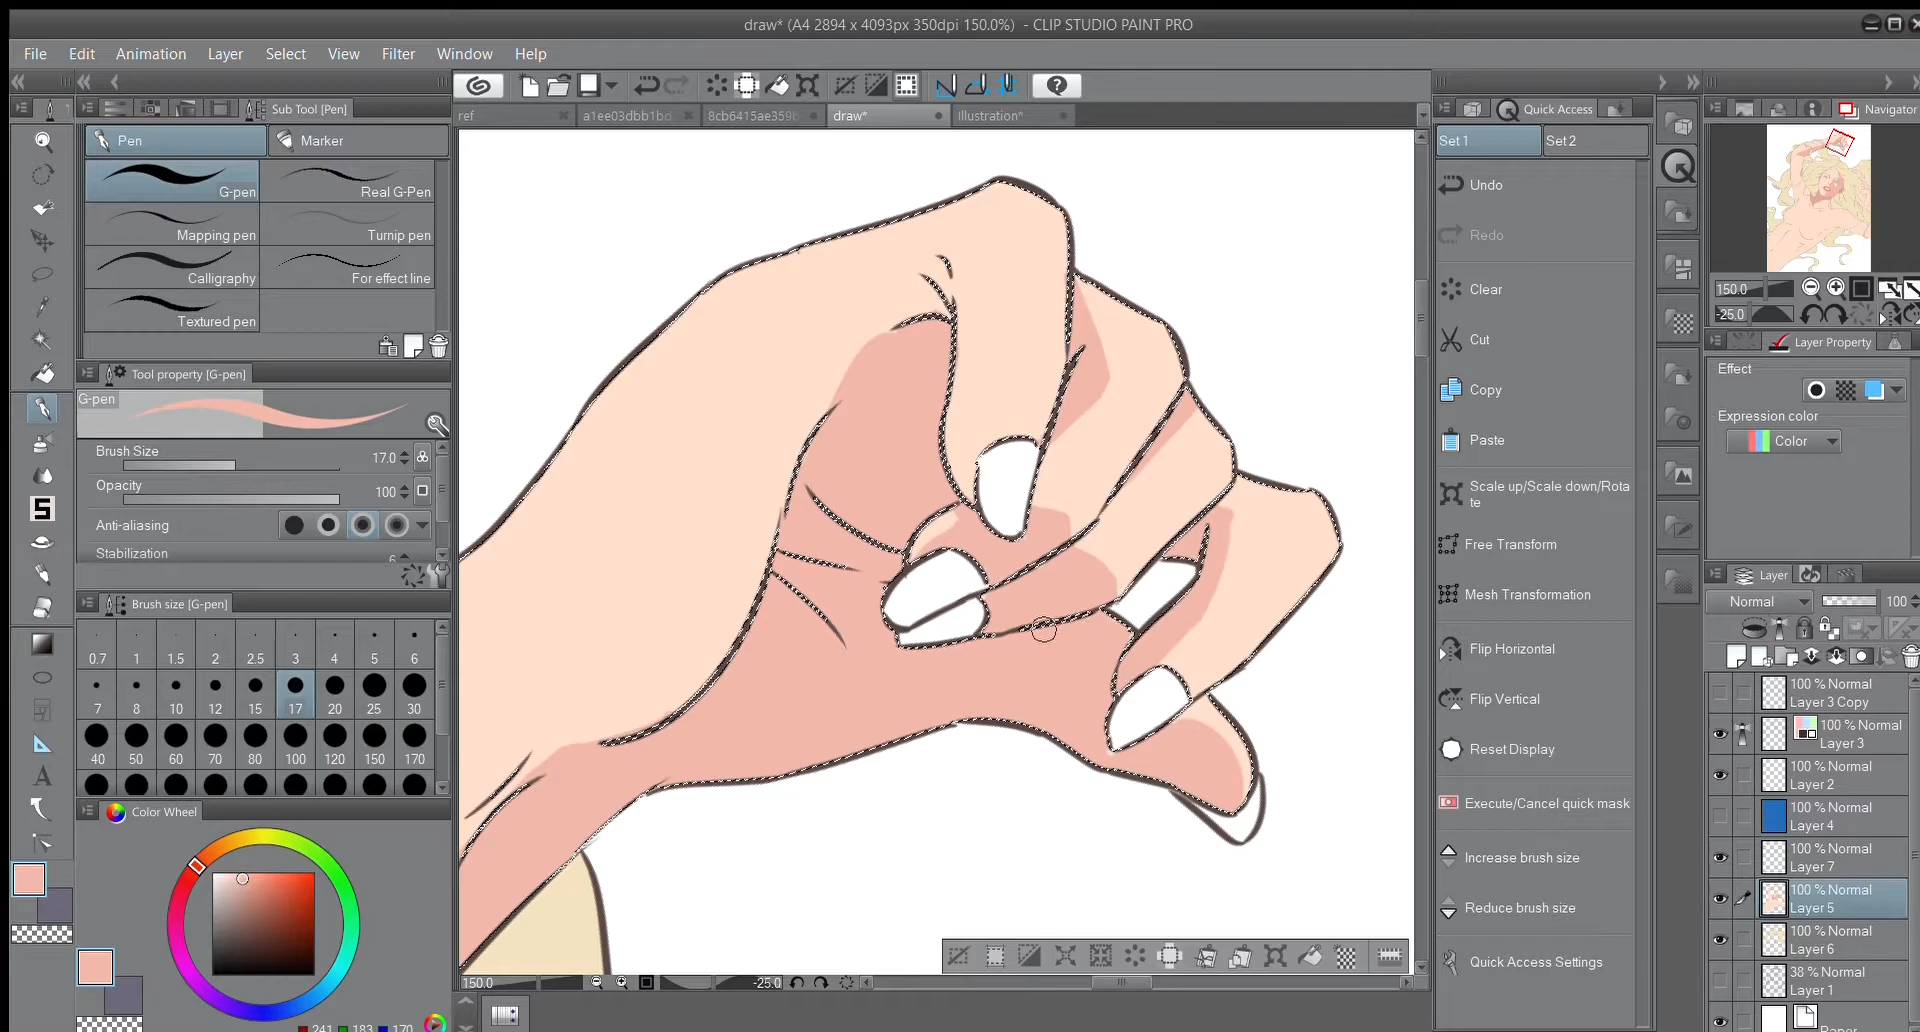 draw* (A4 2894 x 4093px 350dpi 150.0%) - CLIP STUDIO PAINT PRO
File Edit Animation Layer Select View Filter Window Help
Sub Tool [Pen]
Pen Marker
G-pen Real G-Pen
Mapping pen Turnip pen
Calligraphy For effect line
Textured pen
Tool property [G-pen]
G-pen
Brush Size 17.0
Opacity 100
Anti-aliasing
Stabilization 6
Brush size [G-pen]
0.7 1 1.5 2 2.5 3 4 5 6
7 8 10 12 15 17 20 25 30
40 50 60 70 80 100 120 150 170
Color Wheel
241 183 170
ref a1ee03dbb1bd 8cb6415ae359b draw* Illustration*
150.0 -25.0
Quick Access
Set 1 Set 2
Undo
Redo
Clear
Cut
Copy
Paste
Scale up/Scale down/Rota
te
Free Transform
Mesh Transformation
Flip Horizontal
Flip Vertical
Reset Display
Execute/Cancel quick mask
Increase brush size
Reduce brush size
Quick Access Settings
Navigator
150.0
-25.0
Layer Property
Effect
Expression color
Color
Layer
Normal 100
100 % Normal
Layer 3 Copy
100 % Normal
Layer 3
100 % Normal
Layer 2
100 % Normal
Layer 4
100 % Normal
Layer 7
100 % Normal
Layer 5
100 % Normal
Layer 6
38 % Normal
Layer 1
Paper